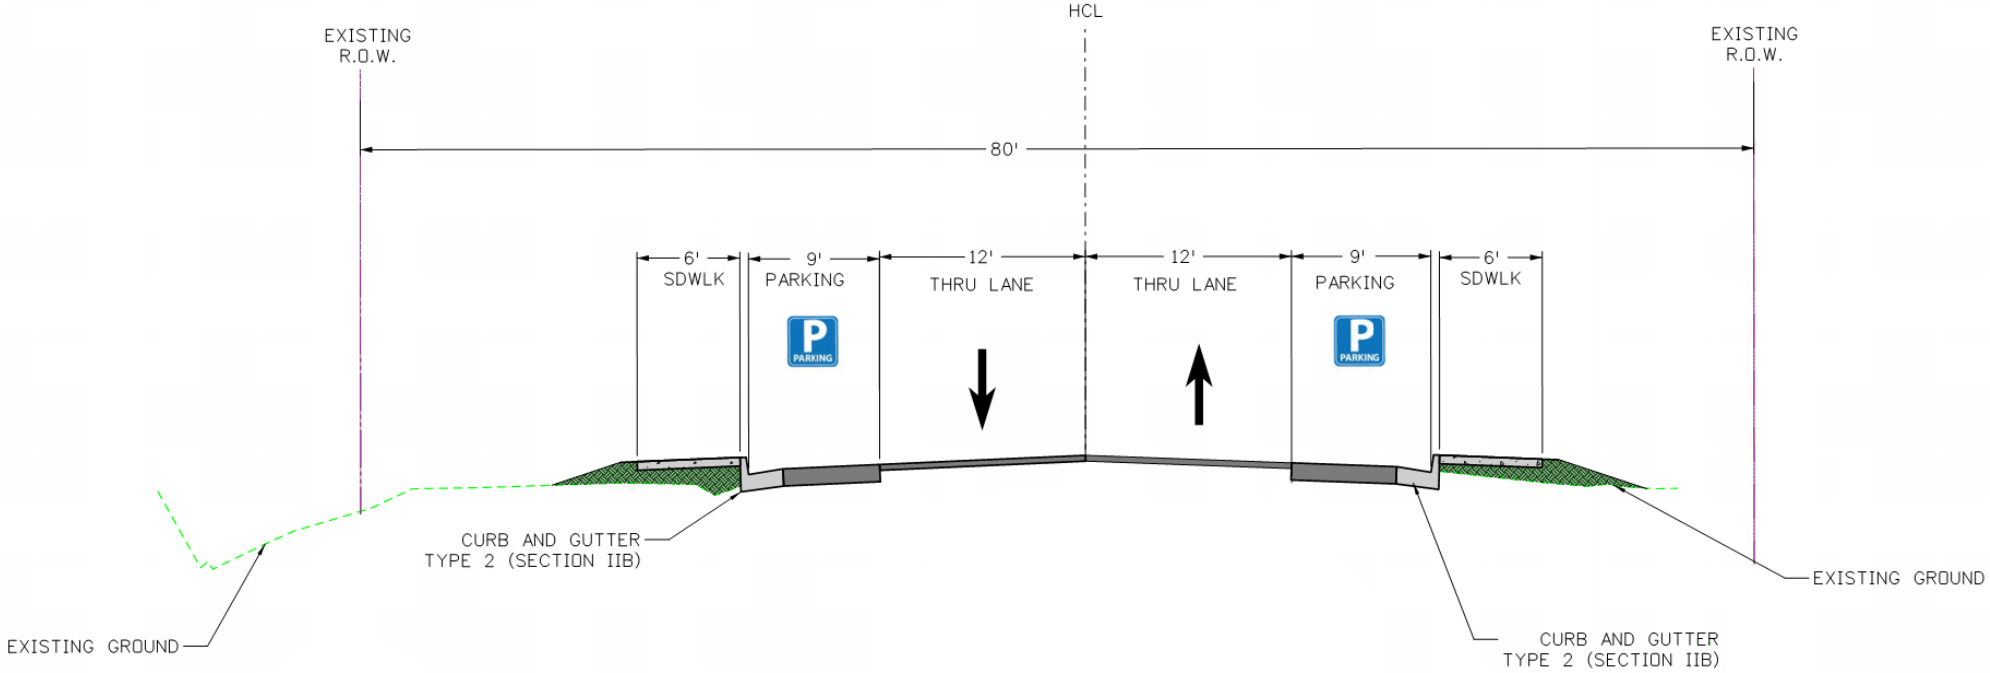 HCL
EXISTING
R.O.W.
EXISTING
R.O.W.
80'
6'
SDWLK
9'
PARKING
12'
THRU LANE
12'
THRU LANE
9'
PARKING
6'
SDWLK
P
PARKING
P
PARKING
CURB AND GUTTER
TYPE 2 (SECTION IIB)
EXISTING GROUND
EXISTING GROUND
CURB AND GUTTER
TYPE 2 (SECTION IIB)